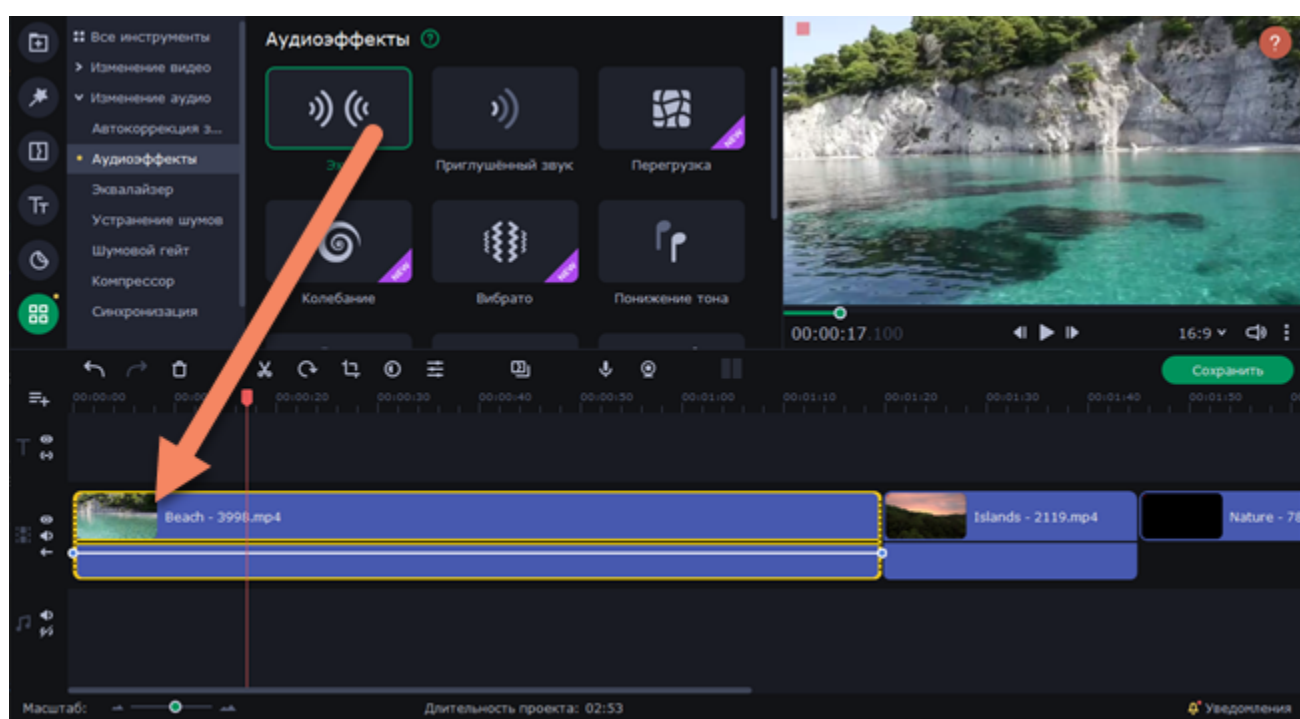 Все инструменты
Изменение видео
Изменение аудио
Автокоррекция з...
Аудиоэффекты
Эквалайзер
Устранение шумов
Шумовой гейт
Компрессор
Синхронизация
Аудиоэффекты ?
Приглушённый звук
Перегрузка
NEW
Колебание
NEW
Вибрато
NEW
Понижение тона
?
00:00:17.100
16:9
Сохранить
00:00:00
00:00:20
00:00:30
00:00:40
00:00:50
00:01:00
00:01:10
00:01:20
00:01:30
00:01:40
00:01:50
Beach - 3998.mp4
Islands - 2119.mp4
Nature - 78
Масштаб:
Длительность проекта: 02:53
Уведомления